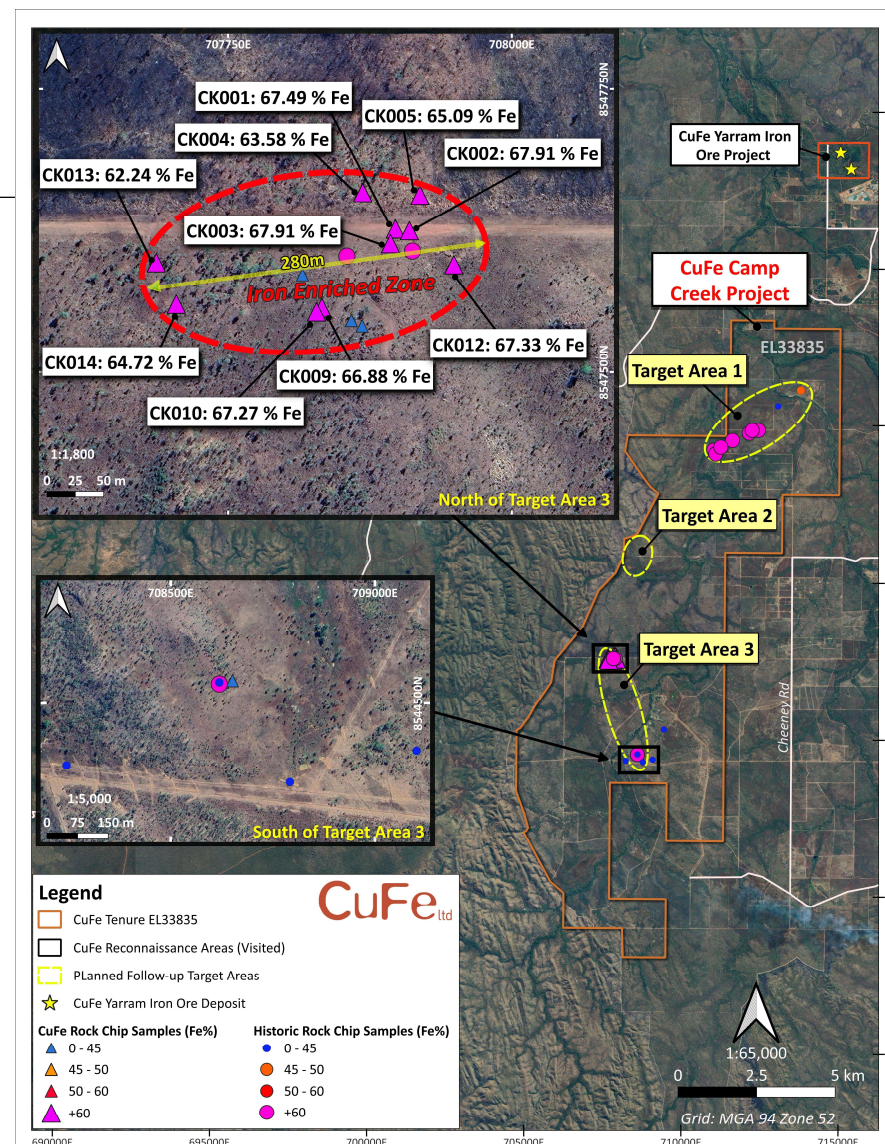 707750E
708000E
8547750N
CK001: 67.49 % Fe
CK005: 65.09 % Fe
CK004: 63.58 % Fe
CK002: 67.91 % Fe
CK013: 62.24 % Fe
CK003: 67.91 % Fe
280m
Iron Enriched Zone
CK014: 64.72 % Fe
CK012: 67.33 % Fe
CK009: 66.88 % Fe
CK010: 67.27 % Fe
8547500N
1:1,800
0 25 50 m
North of Target Area 3
CuFe Yarram Iron
Ore Project
CuFe Camp
Creek Project
EL33835
Target Area 1
Target Area 2
Target Area 3
Cheeney Rd
708500E
709000E
8544500N
1:5,000
0 75 150 m
South of Target Area 3
Legend
CuFe ltd
CuFe Tenure EL33835
CuFe Reconnaissance Areas (Visited)
PLanned Follow-up Target Areas
CuFe Yarram Iron Ore Deposit
CuFe Rock Chip Samples (Fe%)
0 - 45
45 - 50
50 - 60
+60
Historic Rock Chip Samples (Fe%)
0 - 45
45 - 50
50 - 60
+60
1:65,000
0 2.5 5 km
Grid: MGA 94 Zone 52
690000E
695000E
700000E
705000E
710000E
715000E